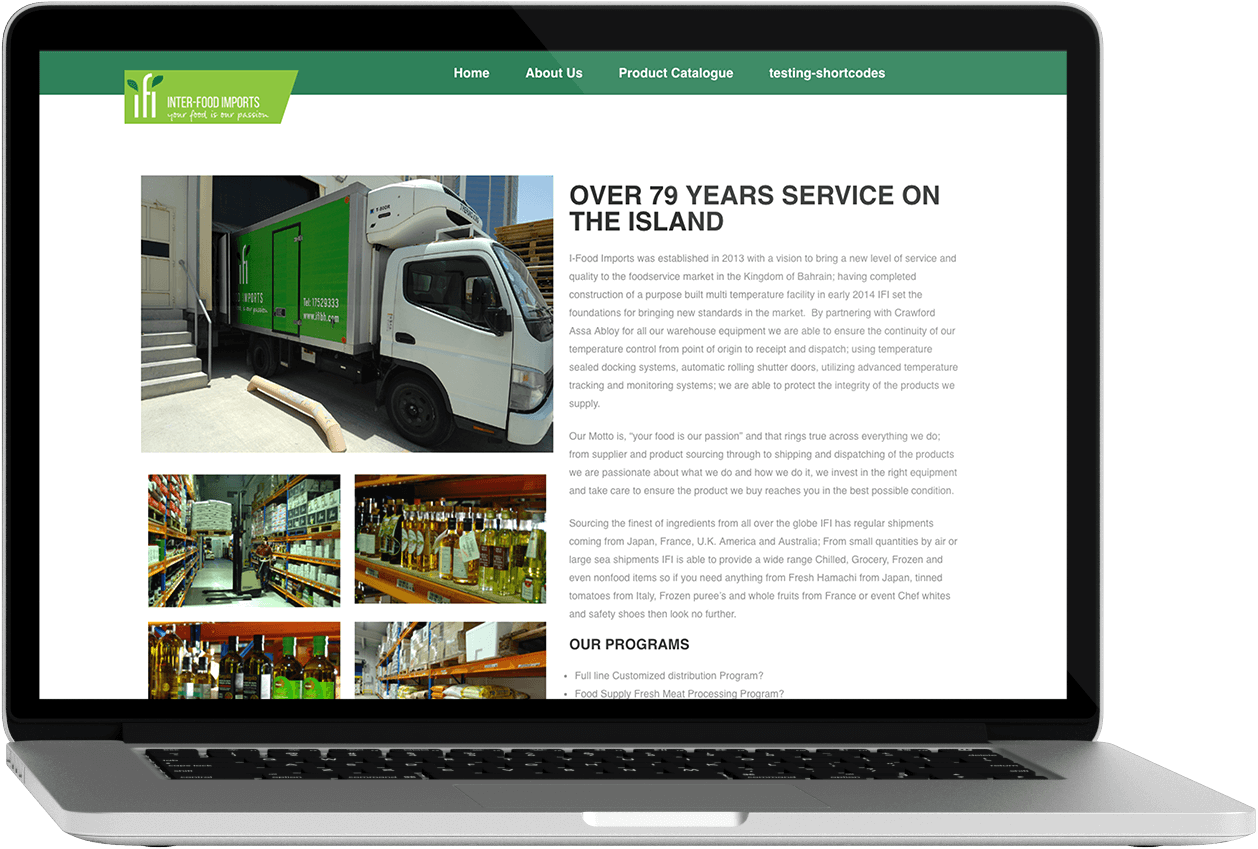 Home About Us Product Catalogue testing-shortcodes
ifi INTER-FOOD IMPORTS
your food is our passion
OVER 79 YEARS SERVICE ON
THE ISLAND
I-Food Imports was established in 2013 with a vision to bring a new level of service and
quality to the foodservice market in the Kingdom of Bahrain; having completed
construction of a purpose built multi temperature facility in early 2014 IFI set the
foundations for bringing new standards in the market. By partnering with Crawford
Assa Abloy for all our warehouse equipment we are able to ensure the continuity of our
temperature control from point of origin to receipt and dispatch; using temperature
sealed docking systems, automatic rolling shutter doors, utilizing advanced temperature
tracking and monitoring systems; we are able to protect the integrity of the products we
supply.
Our Motto is, “your food is our passion” and that rings true across everything we do;
from supplier and product sourcing through to shipping and dispatching of the products
we are passionate about what we do and how we do it, we invest in the right equipment
and take care to ensure the product we buy reaches you in the best possible condition.
Sourcing the finest of ingredients from all over the globe IFI has regular shipments
coming from Japan, France, U.K. America and Australia; From small quantities by air or
large sea shipments IFI is able to provide a wide range Chilled, Grocery, Frozen and
even nonfood items so if you need anything from Fresh Hamachi from Japan, tinned
tomatoes from Italy, Frozen puree’s and whole fruits from France or event Chef whites
and safety shoes then look no further.
OUR PROGRAMS
• Full line Customized distribution Program?
• Food Supply Fresh Meat Processing Program?
ifi
IMPORTS
Tel: 17529333
www.ifibh.com
control option command
command option